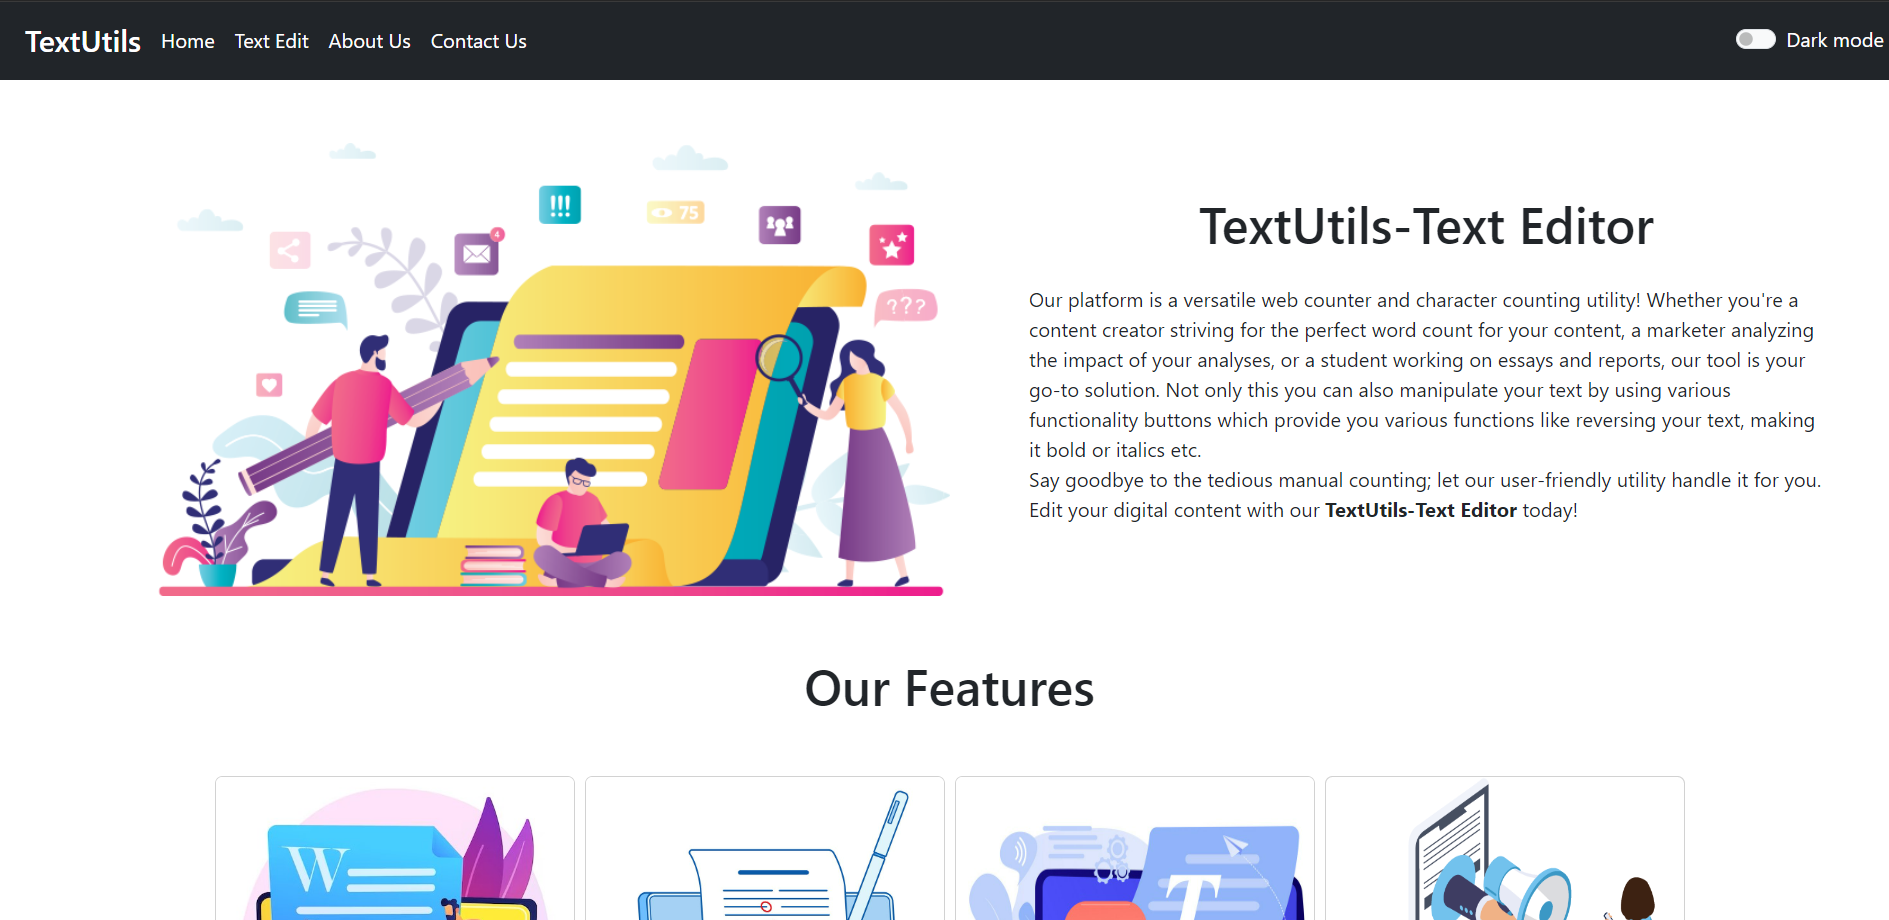 TextUtils Home Text Edit About Us Contact Us Dark mode
!!!
75
4
???
TextUtils-Text Editor
Our platform is a versatile web counter and character counting utility! Whether you're a
content creator striving for the perfect word count for your content, a marketer analyzing
the impact of your analyses, or a student working on essays and reports, our tool is your
go-to solution. Not only this you can also manipulate your text by using various
functionality buttons which provide you various functions like reversing your text, making
it bold or italics etc.
Say goodbye to the tedious manual counting; let our user-friendly utility handle it for you.
Edit your digital content with our TextUtils-Text Editor today!
Our Features
W
T